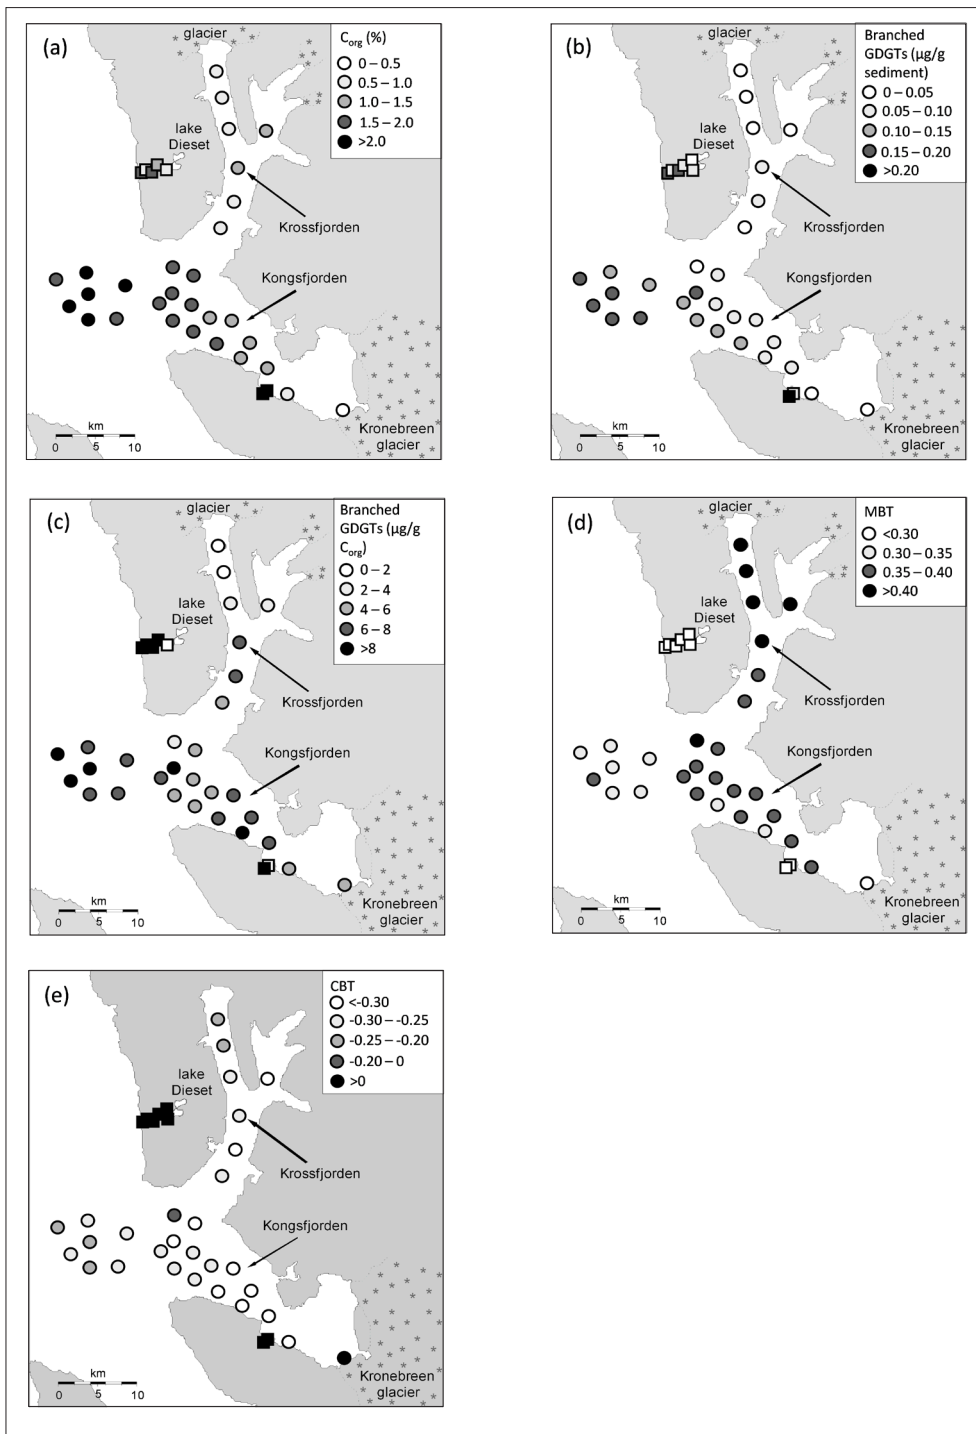 (a)
glacier
C org (%)
0 – 0.5
0.5 – 1.0
1.0 – 1.5
1.5 – 2.0
>2.0
lake
Dieset
Krossfjorden
Kongsfjorden
km
0 5 10
Kronebreen
glacier
(b)
Branched
GDGTs (µg/g
sediment)
0 – 0.05
0.05 – 0.10
0.10 – 0.15
0.15 – 0.20
>0.20
lake
Dieset
Krossfjorden
Kongsfjorden
km
0 5 10
Kronebreen
glacier
(c)
glacier
Branched
GDGTs (µg/g
C org)
0 – 2
2 – 4
4 – 6
6 – 8
>8
lake
Dieset
Krossfjorden
Kongsfjorden
km
0 5 10
Kronebreen
glacier
(d)
glacier
MBT
<0.30
0.30 – 0.35
0.35 – 0.40
>0.40
lake
Dieset
Krossfjorden
Kongsfjorden
km
0 5 10
Kronebreen
glacier
(e)
CBT
<-0.30
-0.30 – -0.25
-0.25 – -0.20
-0.20 – 0
>0
lake
Dieset
Krossfjorden
Kongsfjorden
km
0 5 10
Kronebreen
glacier